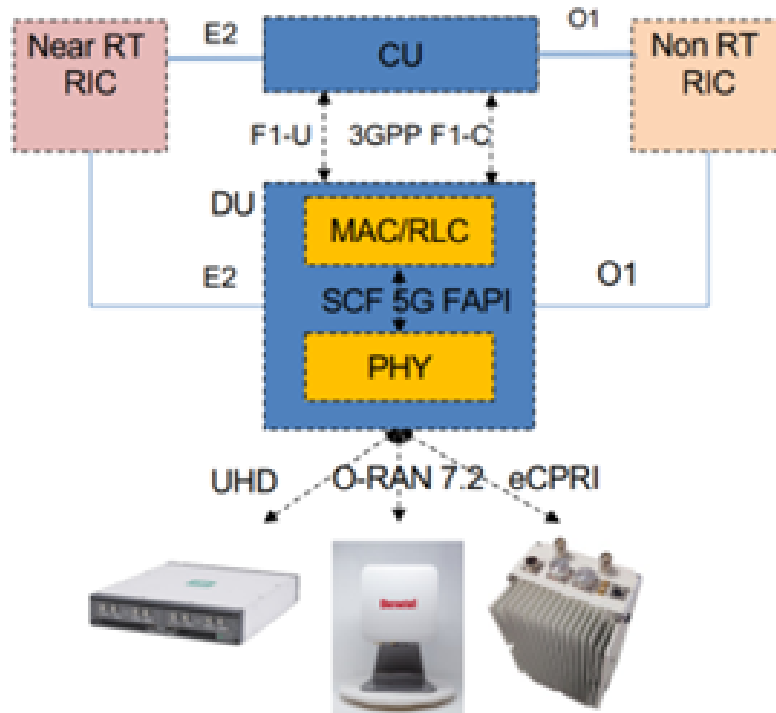 Near RT
RIC
E2
CU
O1
Non RT
RIC
F1-U
3GPP F1-C
DU
MAC/RLC
E2
SCF 5G FAPI
O1
PHY
UHD
O-RAN 7.2
eCPRI
Benetel